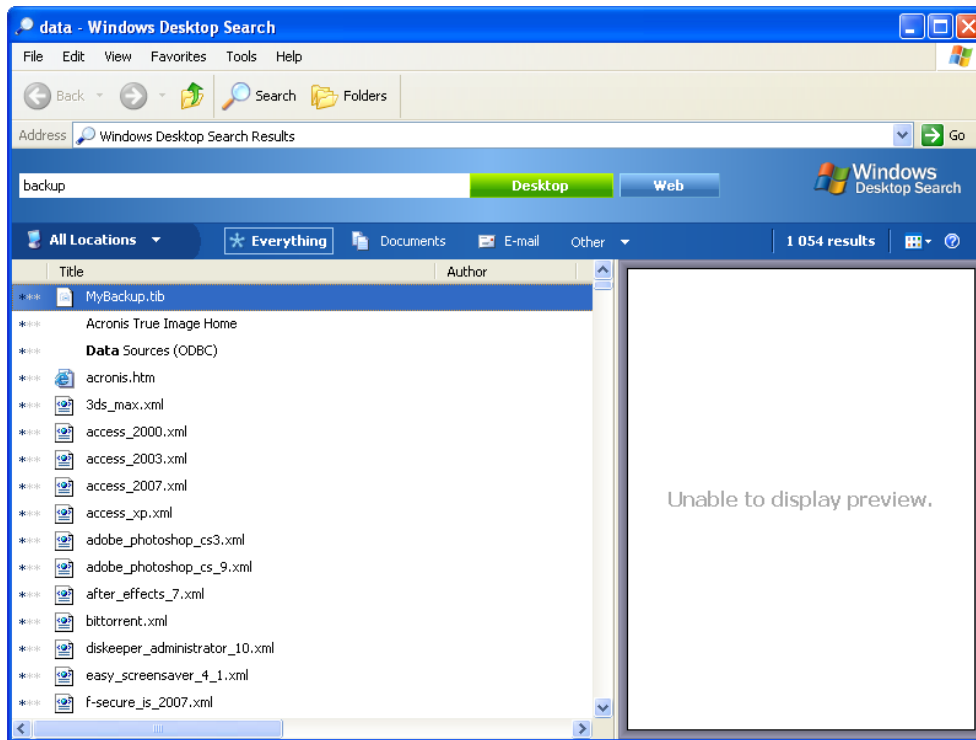 data - Windows Desktop Search
File Edit View Favorites Tools Help
Back Search Folders
Address Windows Desktop Search Results Go
backup Desktop Web Windows Desktop Search
All Locations Everything Documents E-mail Other 1 054 results
Title Author
MyBackup.tib
Acronis True Image Home
Data Sources (ODBC)
acronis.htm
3ds_max.xml
access_2000.xml
access_2003.xml
access_2007.xml
access_xp.xml
adobe_photoshop_cs3.xml
adobe_photoshop_cs_9.xml
after_effects_7.xml
bittorrent.xml
diskeeper_administrator_10.xml
easy_screensaver_4_1.xml
f-secure_is_2007.xml
Unable to display preview.